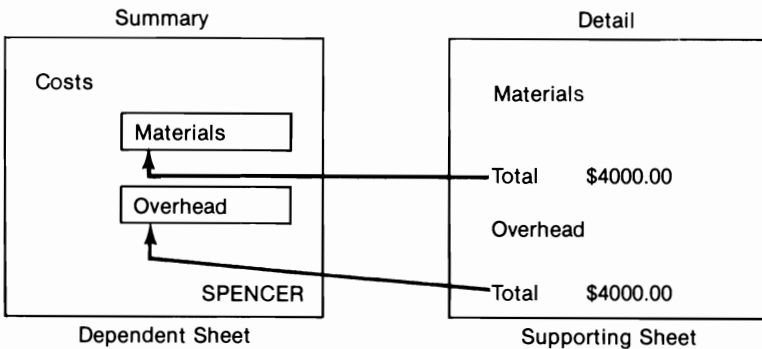 Summary
Costs
Materials
Overhead
SPENCER
Dependent Sheet
Detail
Materials
Total $4000.00
Overhead
Total $4000.00
Supporting Sheet